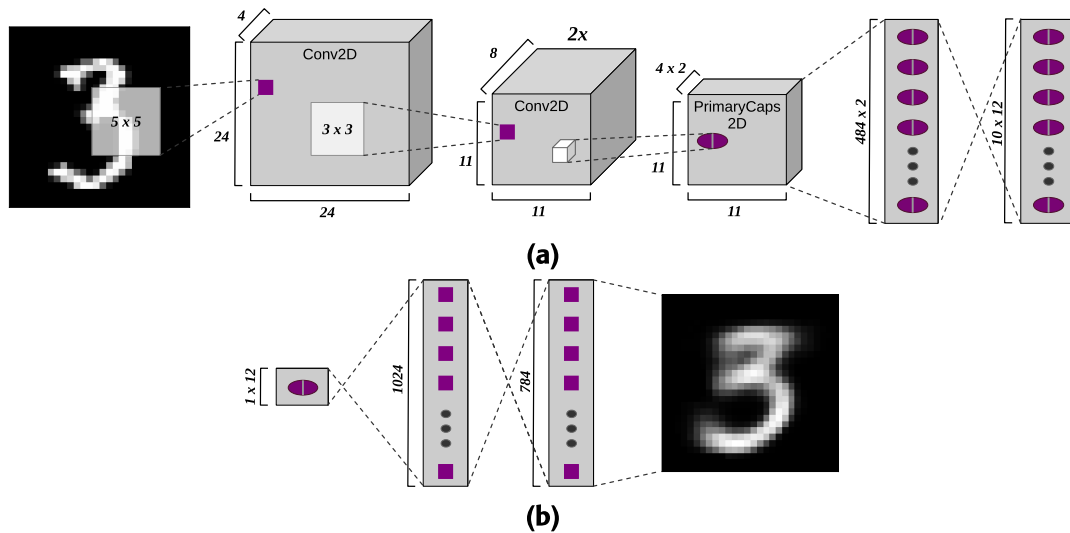 4
Conv2D
5 x 5
3 x 3
24
24
2x
8
Conv2D
11
11
4 x 2
PrimaryCaps
2D
11
11
484 x 2
10 x 12
(a)
1 x 12
1024
784
(b)